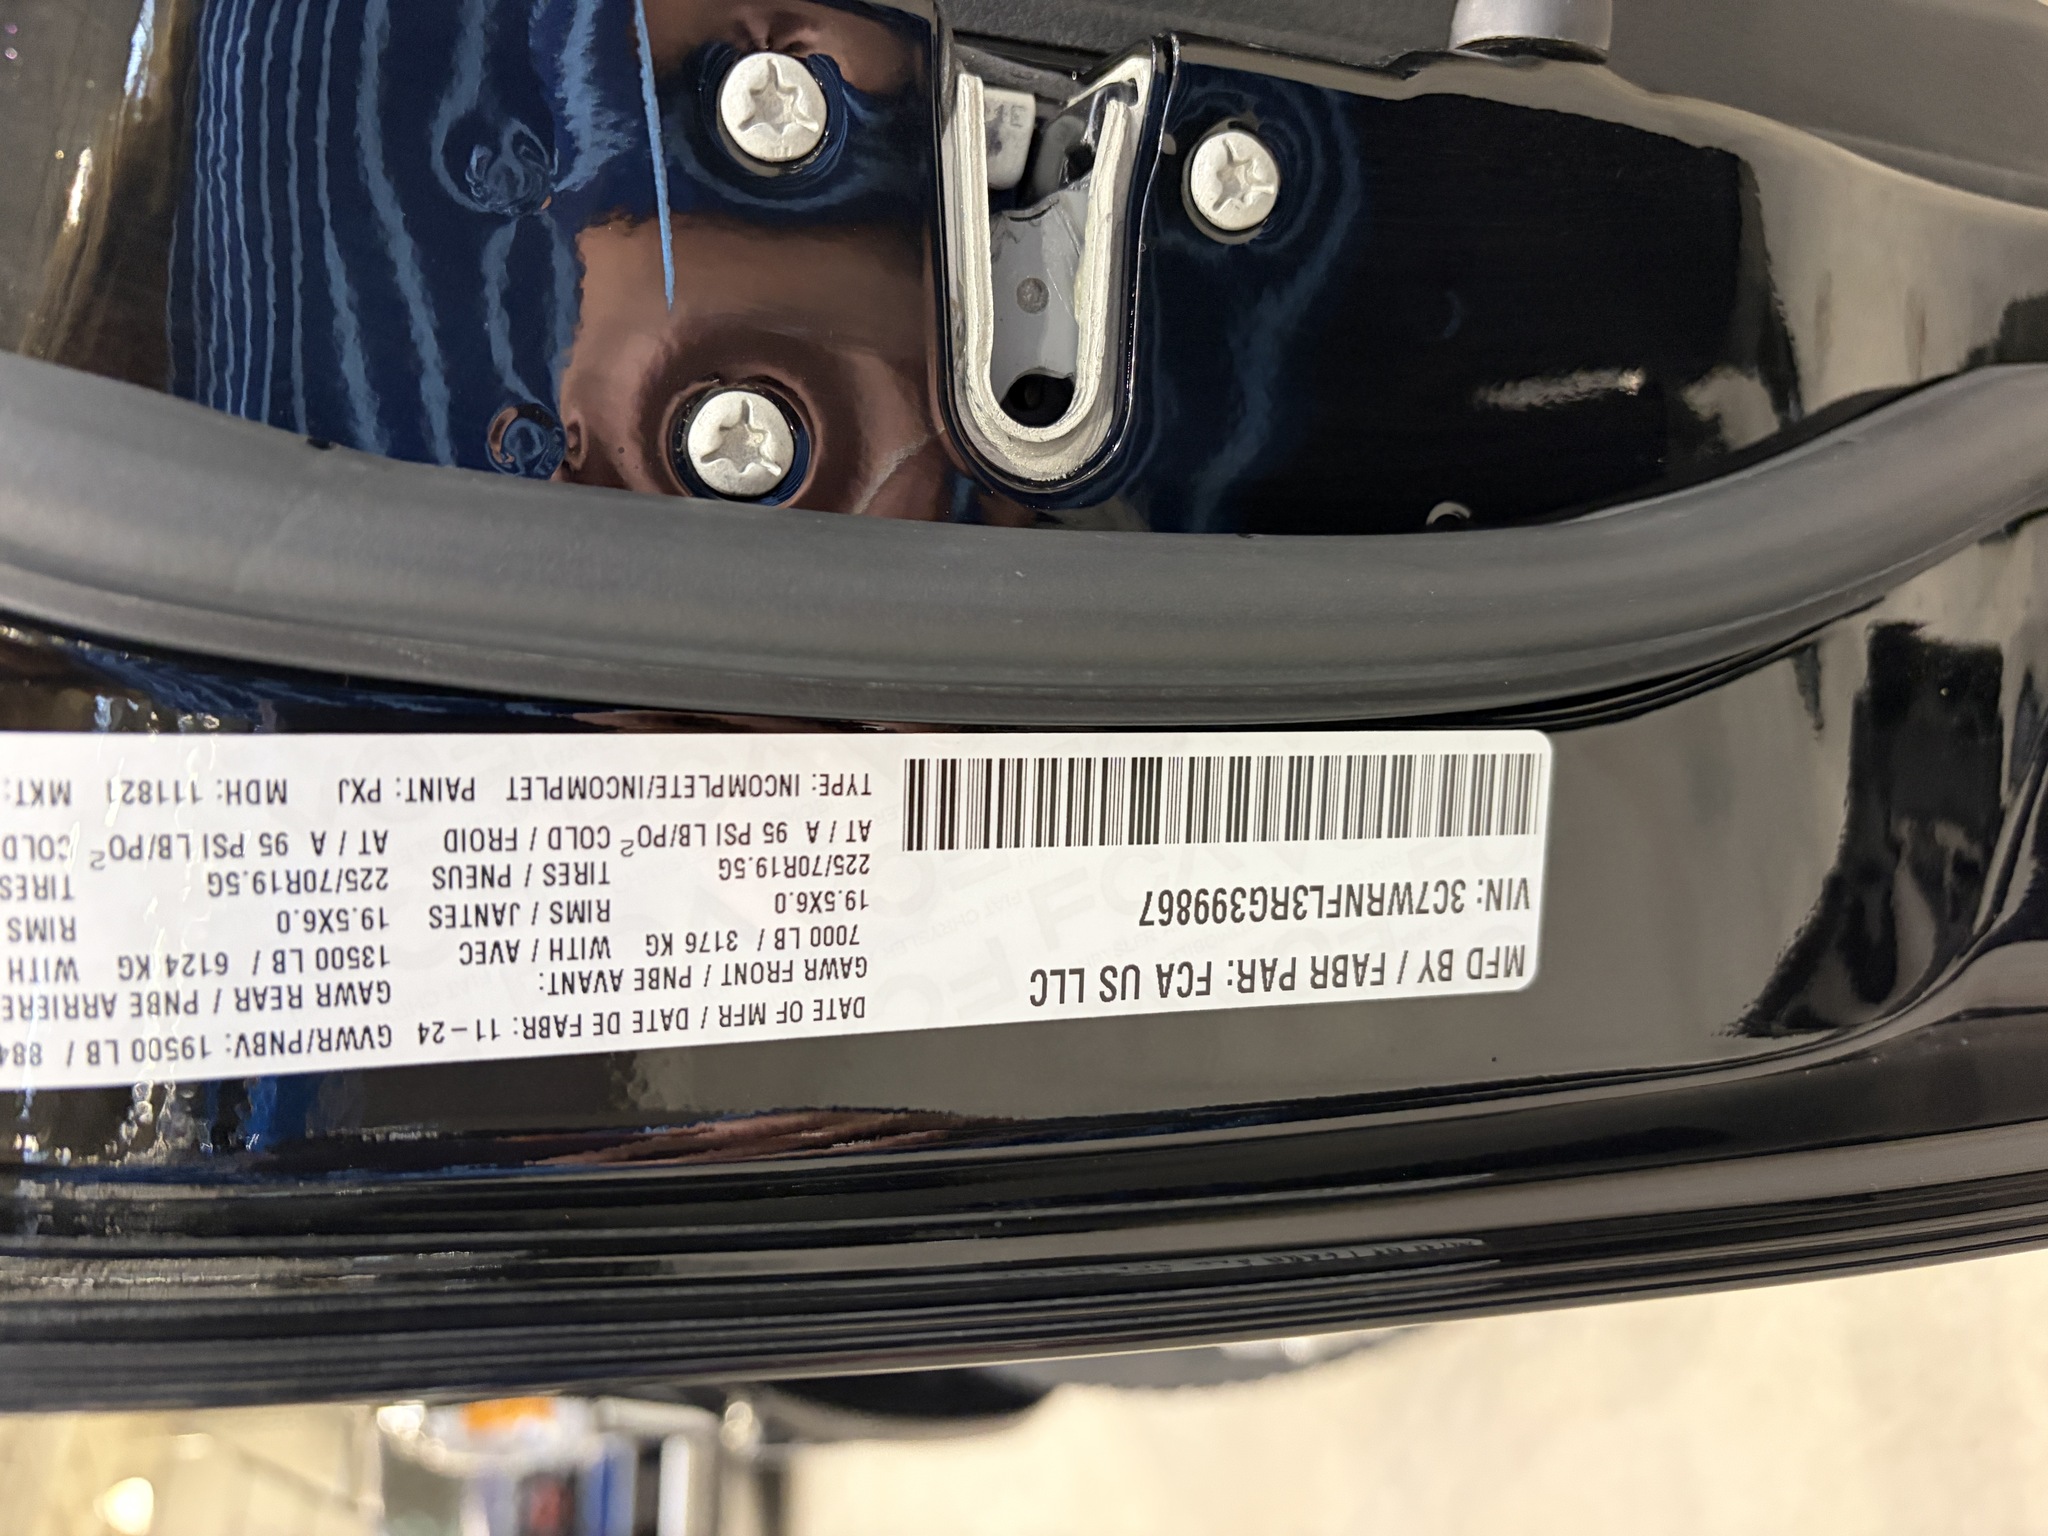 MFD BY / FABR PAR: FCA US LLC
VIN: 3C7WRNFL3RG399867
DATE OF MFR / DATE DE FABR: 11-24 GVWR/PNBV: 19500 LB /
GAWR FRONT / PNBE AVANT: GAWR REAR / PNBE ARRIERE
7000 LB / 3176 KG WITH / AVEC 13500 LB / 6124 KG WITH
19.5X6.0 RIMS / JANTES 19.5X6.0 RIMS
225/70R19.5G TIRES / PNEUS 225/70R19.5G TIRES
AT / A 95 PSI LB/PO² COLD / FROID AT / A 95 PSI LB/PO² COLD
TYPE: INCOMPLETE/INCOMPLET PAINT: PXJ MDH: 111821 MKT: